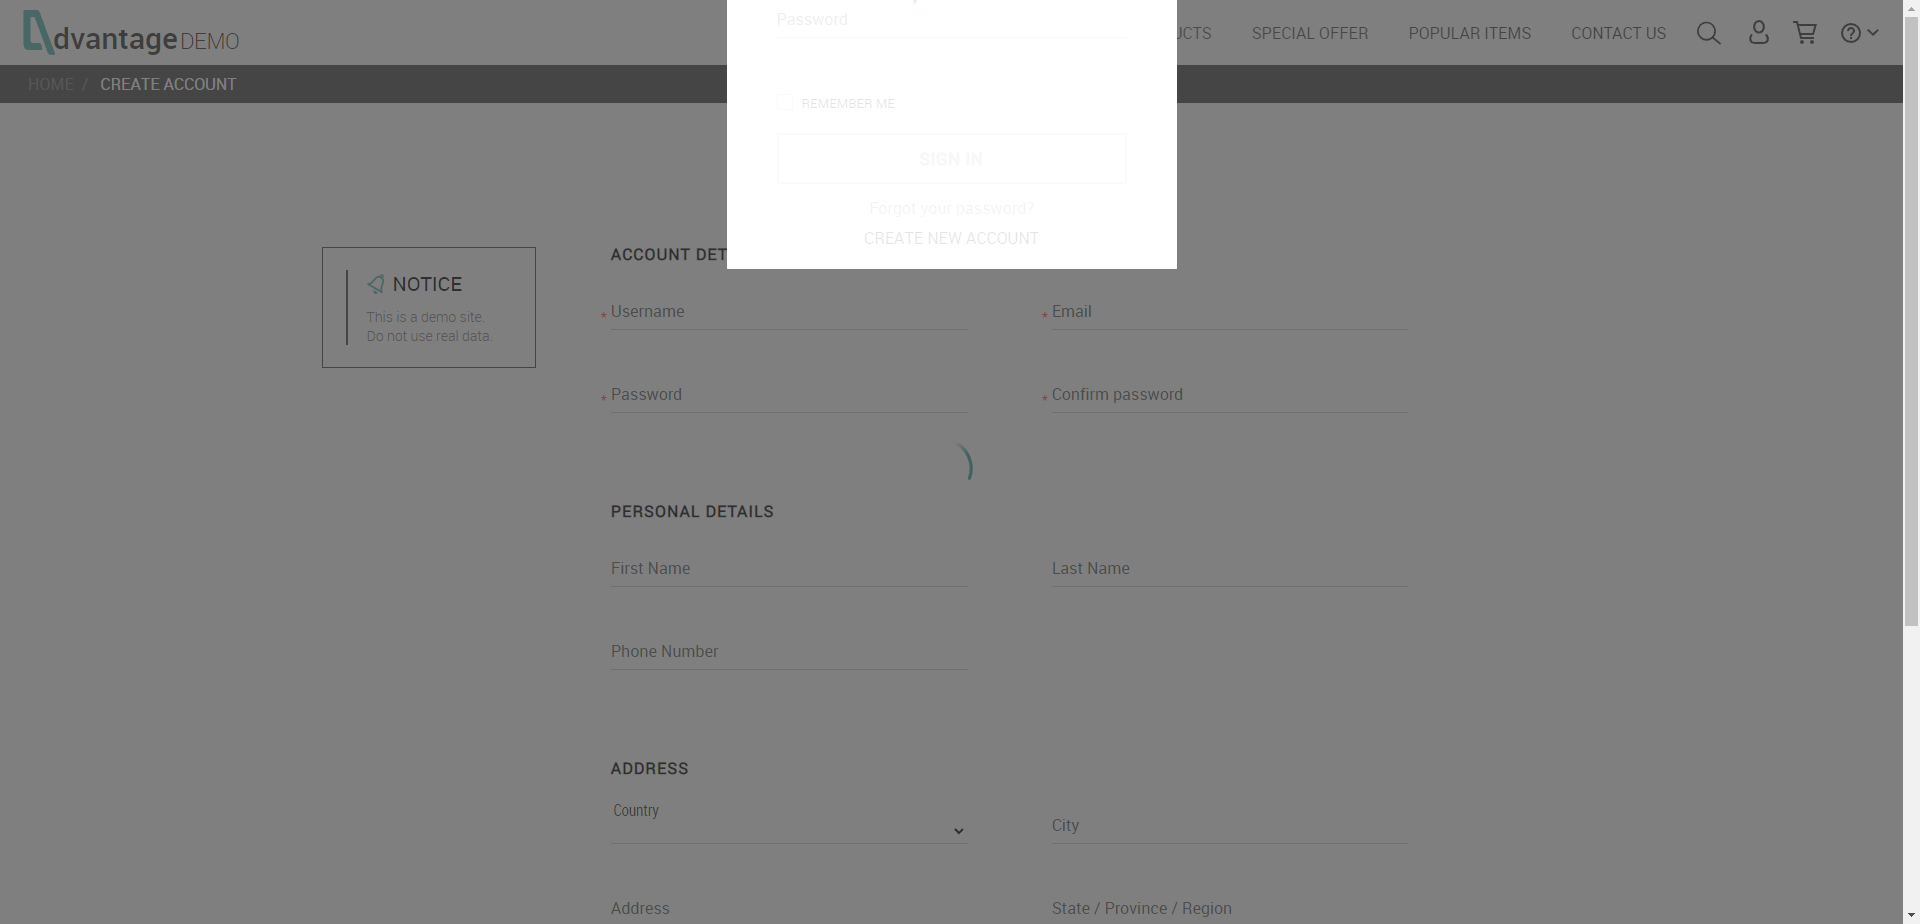 dvantage DEMO
Password
UCTS SPECIAL OFFER POPULAR ITEMS CONTACT US
HOME / CREATE ACCOUNT
REMEMBER ME
SIGN IN
Forgot your password?
CREATE NEW ACCOUNT
NOTICE
This is a demo site.
Do not use real data.
ACCOUNT DET
* Username
* Email
* Password
* Confirm password
PERSONAL DETAILS
First Name
Last Name
Phone Number
ADDRESS
Country
City
Address
State / Province / Region